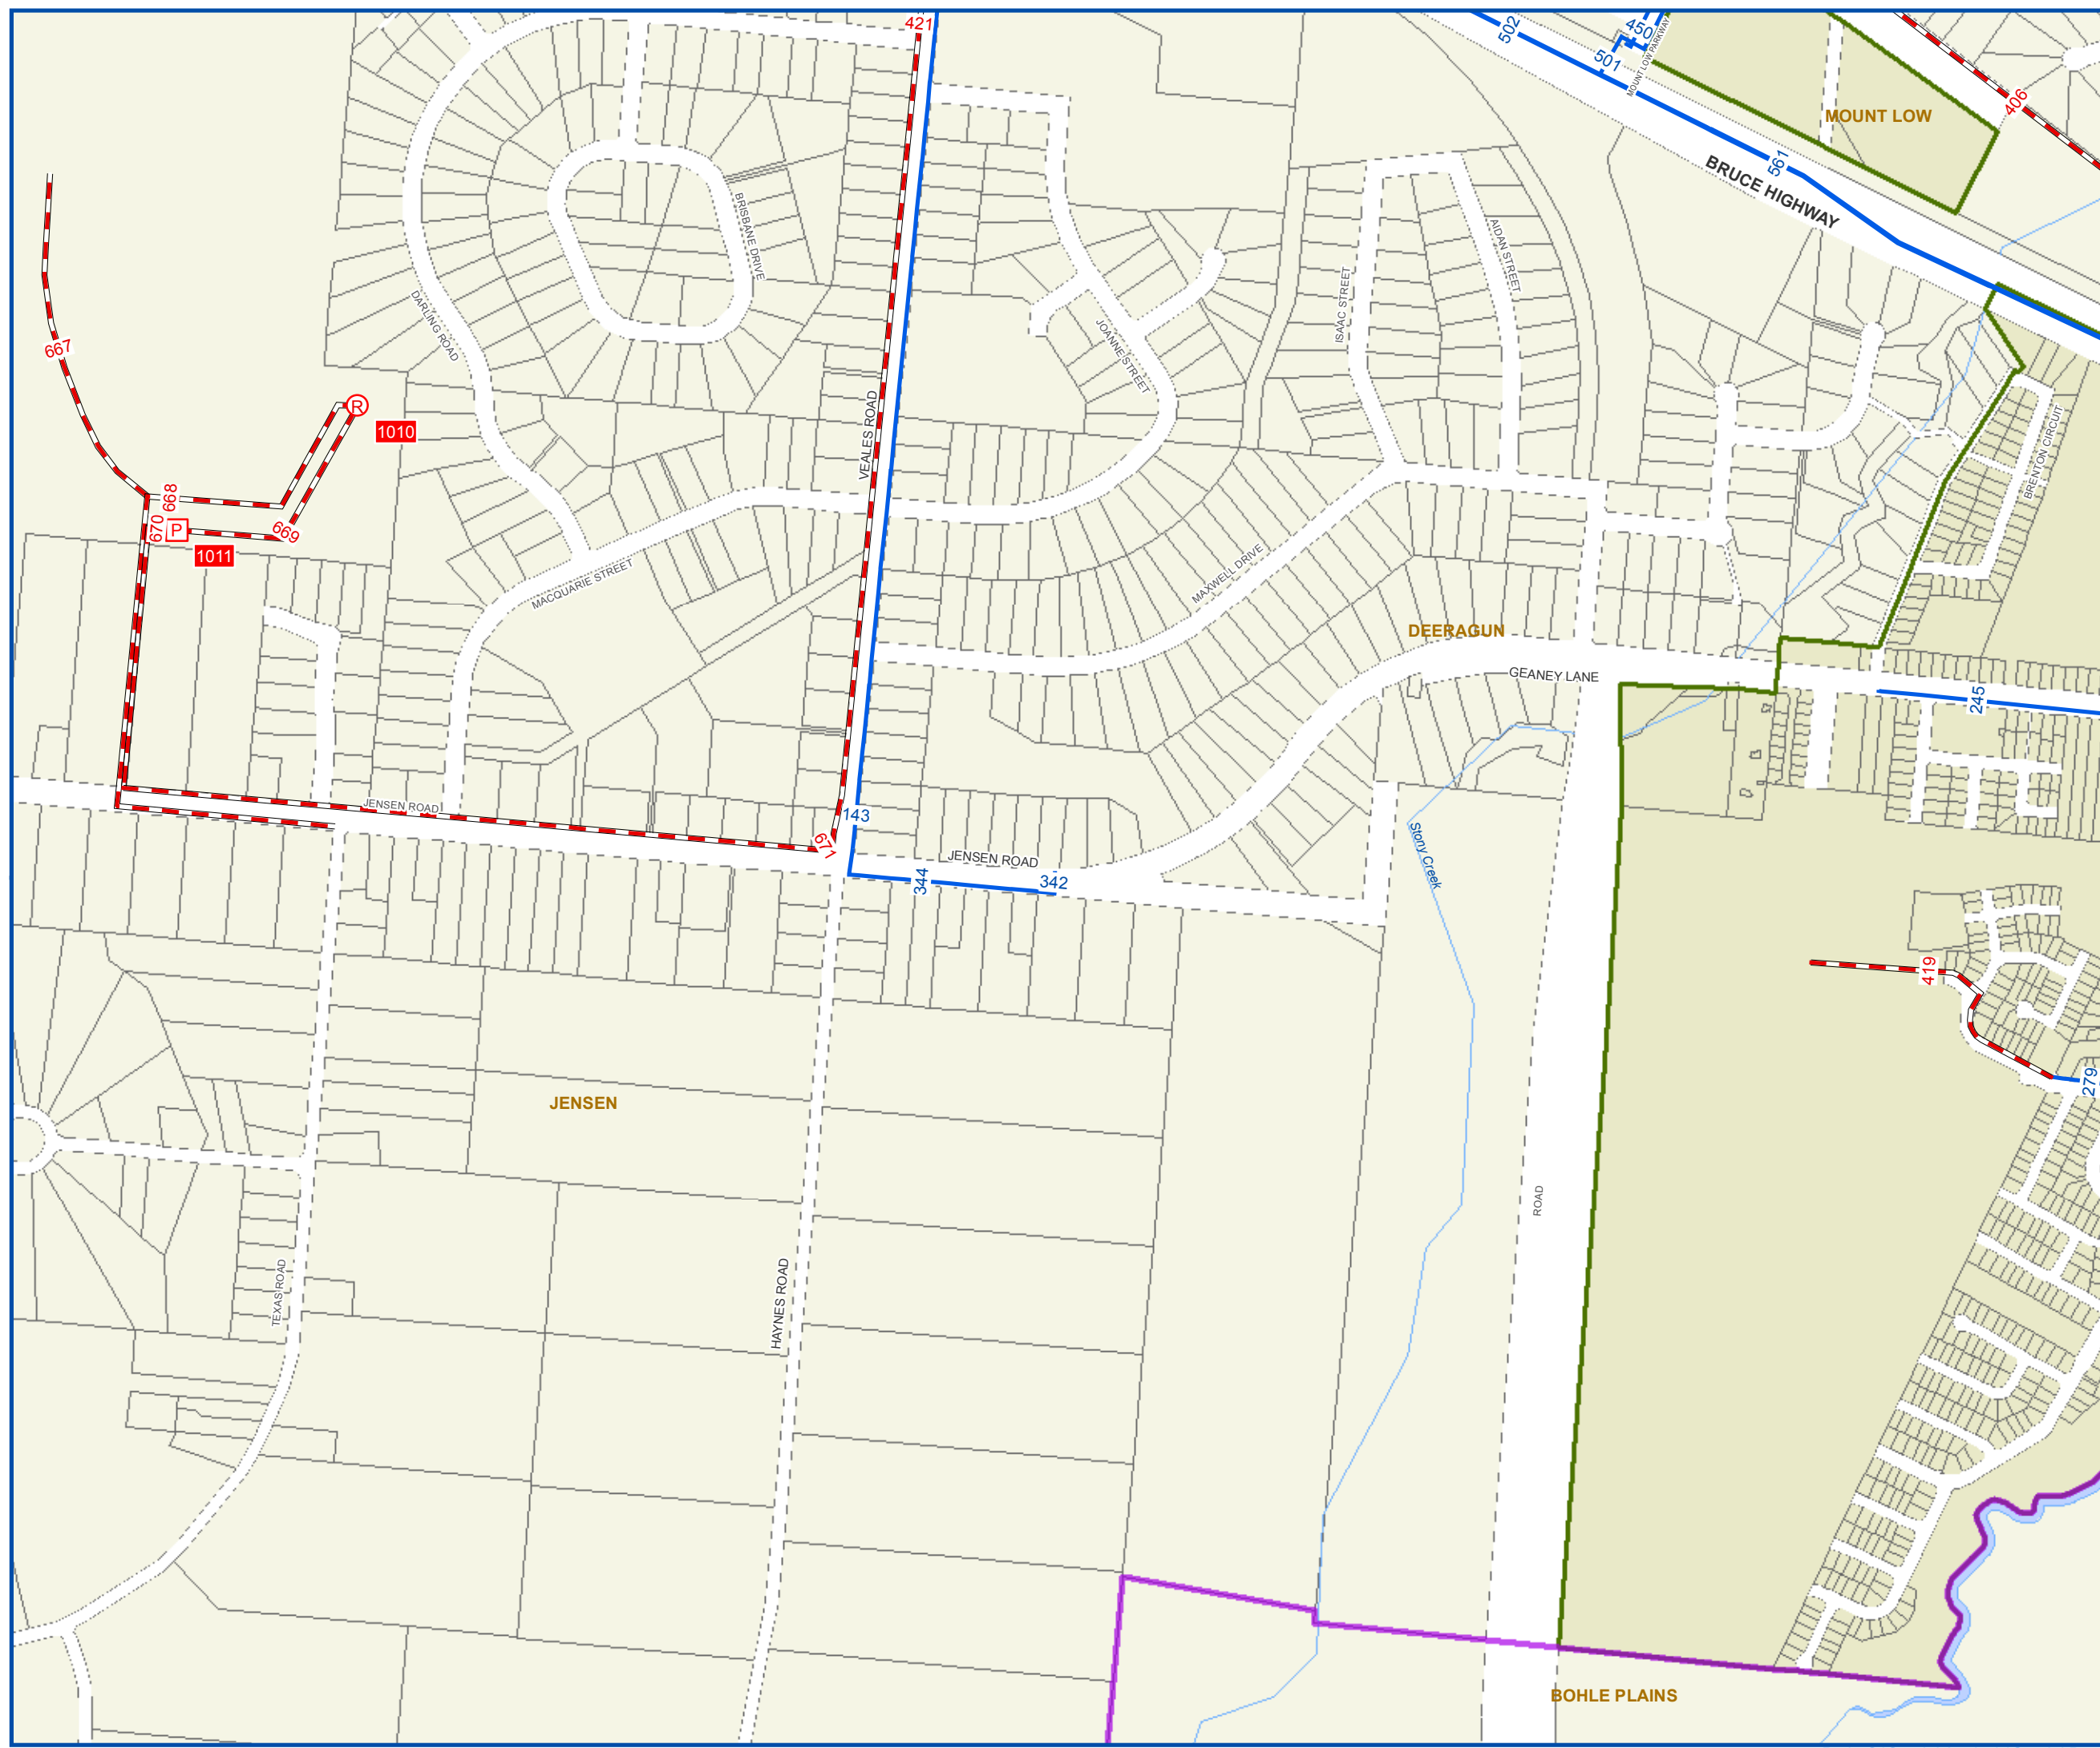 421
502
450
501
MOUNT LOW PARKWAY
406
MOUNT LOW
561
BRUCE HIGHWAY
BRISBANE DRIVE
DARLING ROAD
AIDAN STREET
ISAAC STREET
JOANNE STREET
667
R
1010
VEALES ROAD
BRENTON CIRCUIT
668
670
P
669
1011
MACQUARIE STREET
MAXWELL DRIVE
DEERAGUN
GEANEY LANE
245
JENSEN ROAD
143
671
JENSEN ROAD
344
342
Stony Creek
419
279
JENSEN
ROAD
TEXAS ROAD
HAYNES ROAD
BOHLE PLAINS